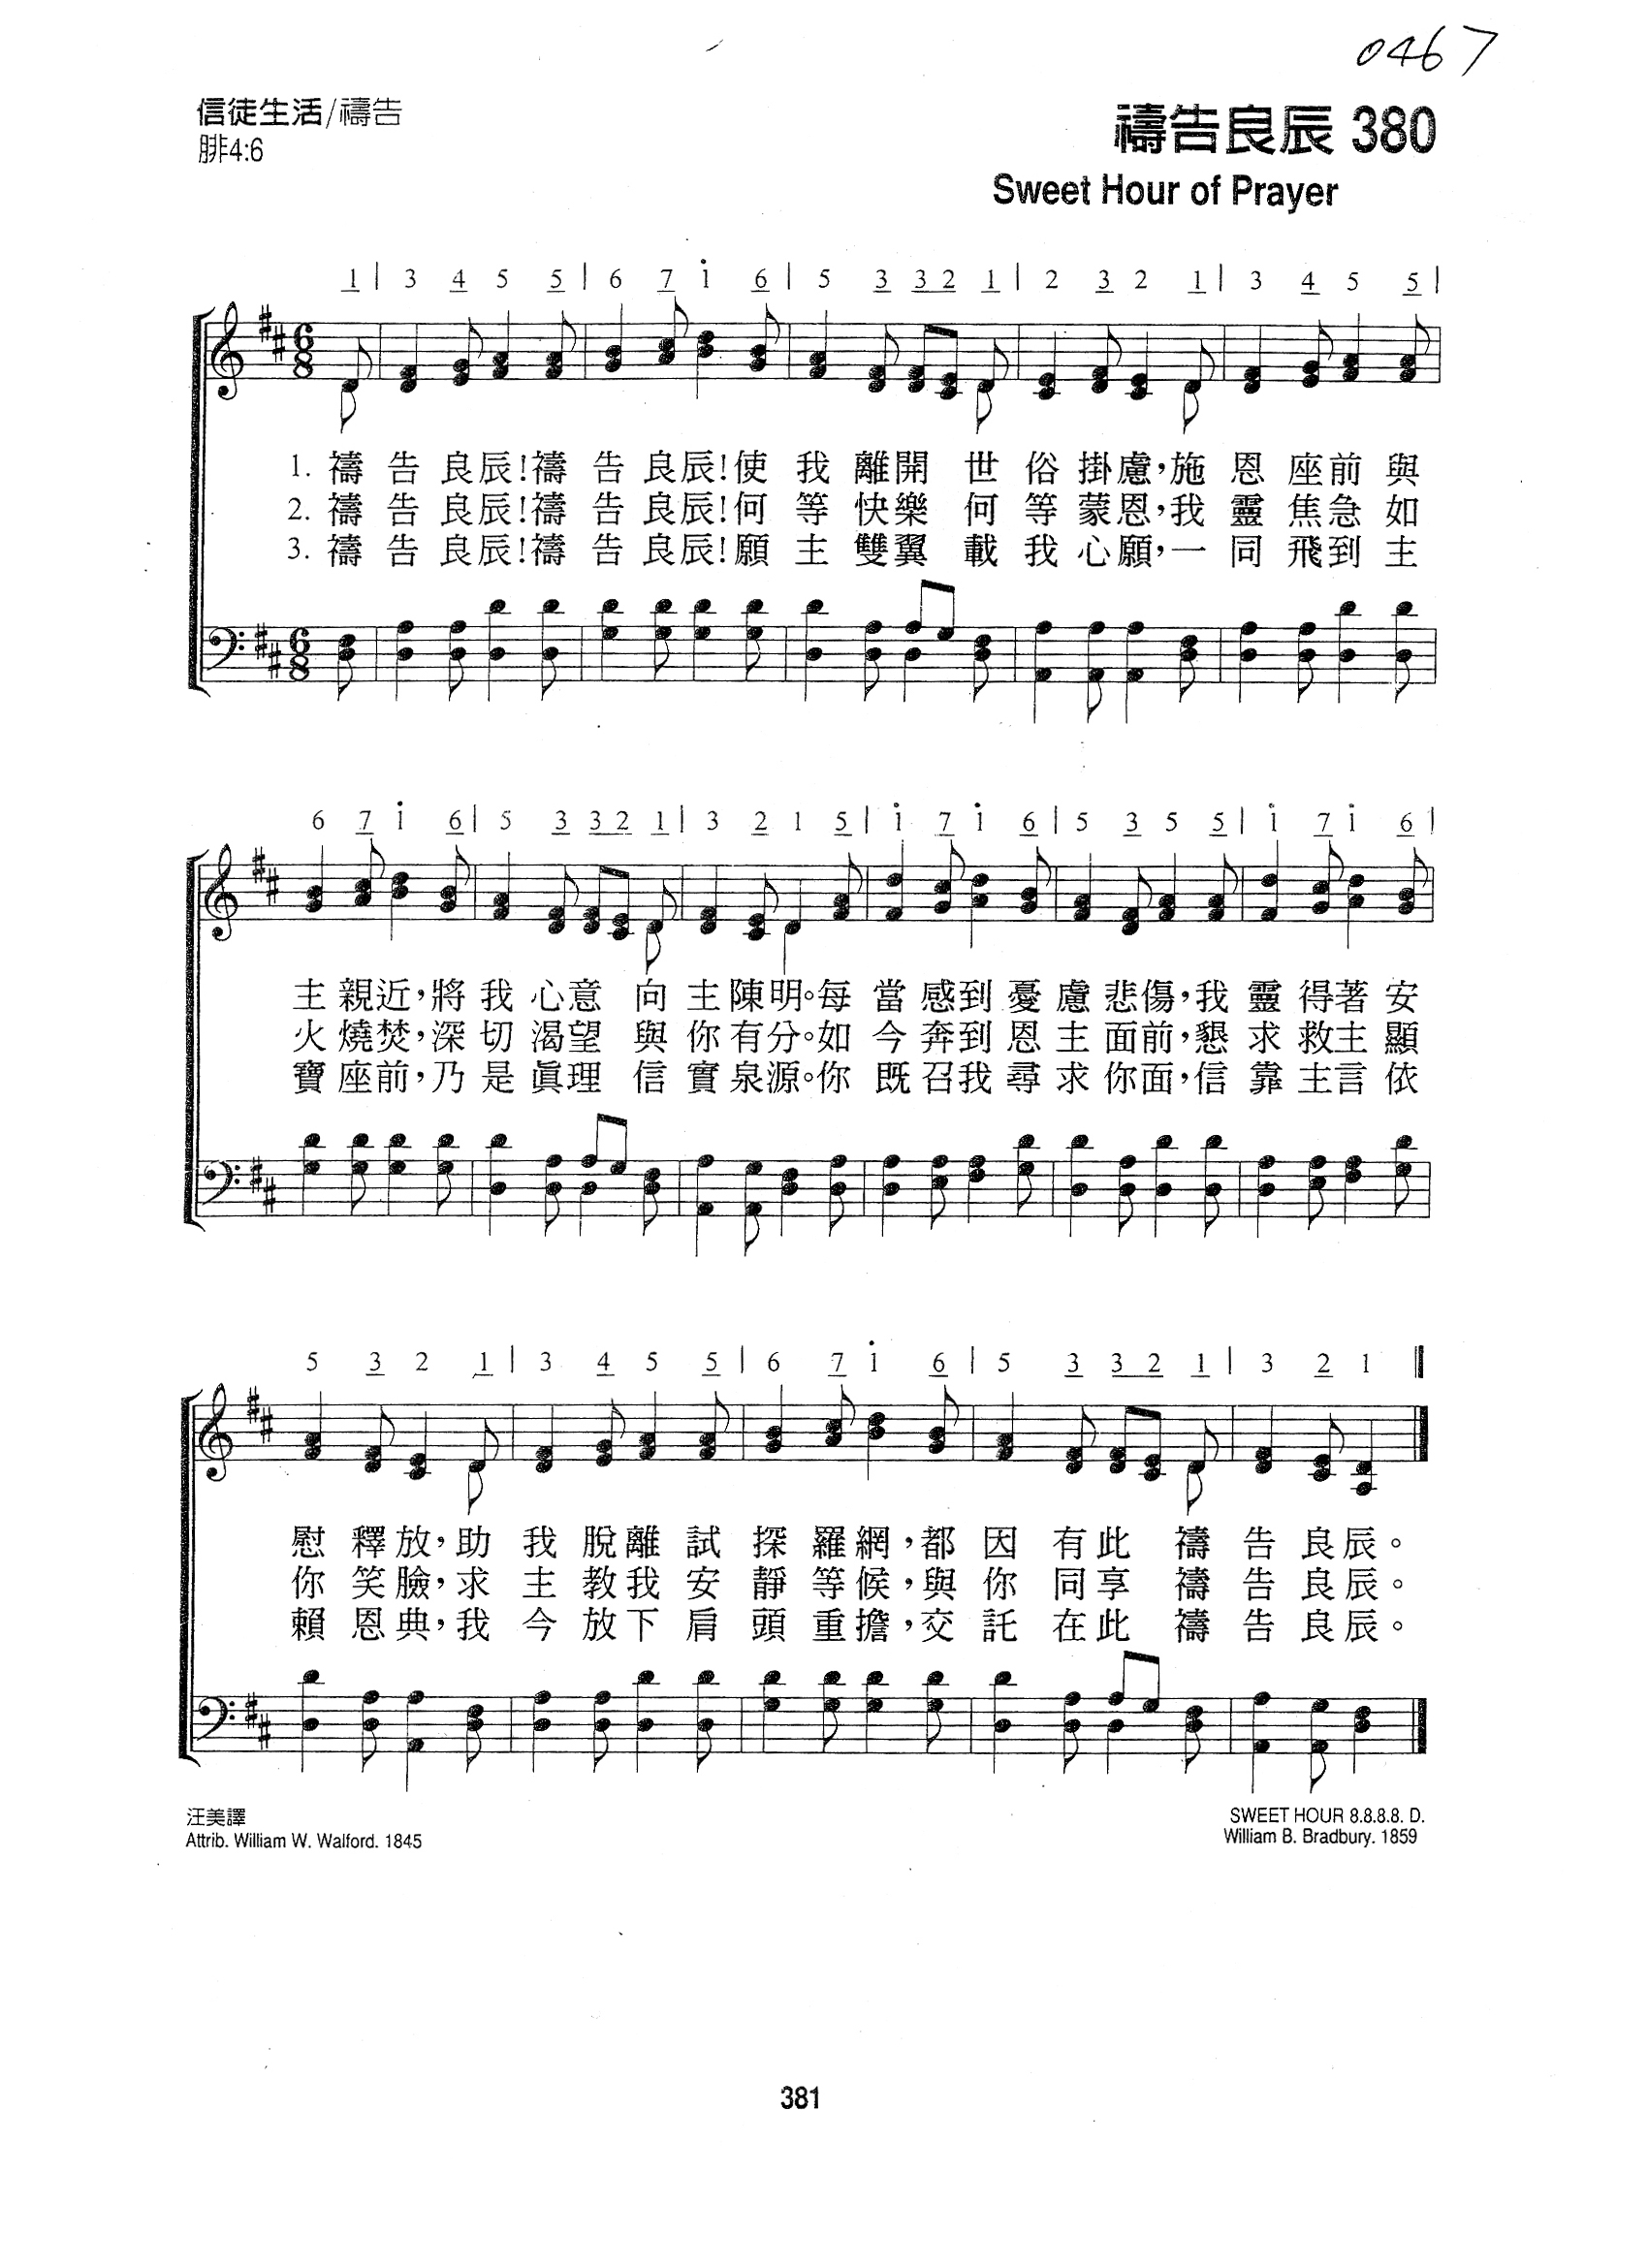 0467
信徒生活/禱告
腓4:6
禱告良辰 380
Sweet Hour of Prayer
1 | 3 4 5 5 | 6 7 i 6 | 5 3 3 2 1 | 2 3 2 1 | 3 4 5 5 |
6 8
1. 禱告良辰!禱告良辰!使我離開世俗掛慮,施恩座前與
2. 禱告良辰!禱告良辰!何等快樂何等蒙恩,我靈焦急如
3. 禱告良辰!禱告良辰!願主雙翼載我心願,一同飛到主
6 8
6 7 i 6 | 5 3 3 2 1 | 3 2 1 5 | i 7 i 6 | 5 3 5 5 | i 7 i 6 |
主親近,將我心意向主陳明。每當感到憂慮悲傷,我靈得著安
火燒焚,深切渴望與你有分。如今奔到恩主面前,懇求救主顯
寶座前,乃是眞理信實泉源。你既召我尋求你面,信靠主言依
5 3 2 1 | 3 4 5 5 | 6 7 i 6 | 5 3 3 2 1 | 3 2 1 ‖
慰釋放,助我脫離試探羅網,都因有此禱告良辰。
你笑臉,求主教我安靜等候,與你同享禱告良辰。
賴恩典,我今放下肩頭重擔,交託在此禱告良辰。
汪美譯
Attrib. William W. Walford. 1845
SWEET HOUR 8.8.8.8. D.
William B. Bradbury. 1859
381